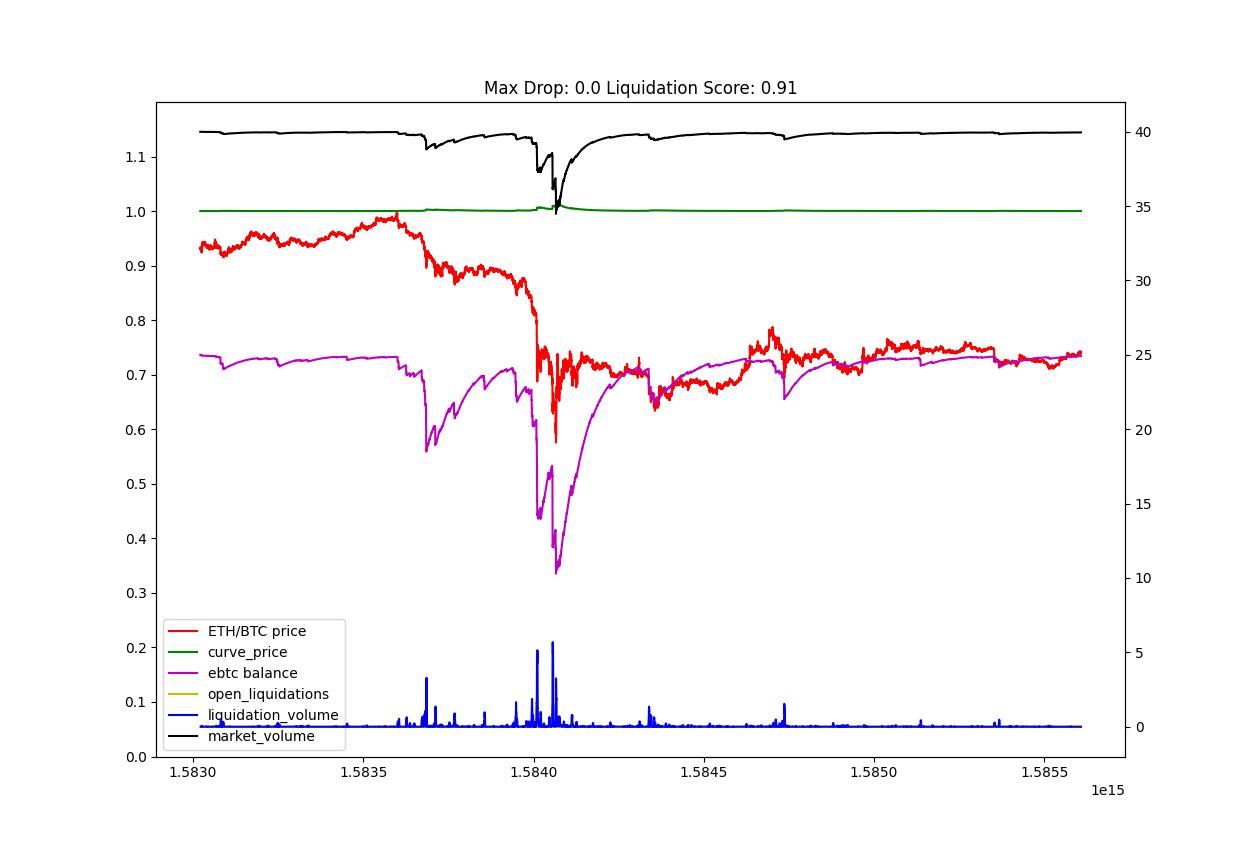 Max Drop: 0.0 Liquidation Score: 0.91
1.1
1.0
0.9
0.8
0.7
0.6
0.5
0.4
0.3
0.2
0.1
0.0
40
35
30
25
20
15
10
5
0
ETH/BTC price
curve_price
ebtc balance
open_liquidations
liquidation_volume
market_volume
1.5830 1.5835 1.5840 1.5845 1.5850 1.5855
1e15